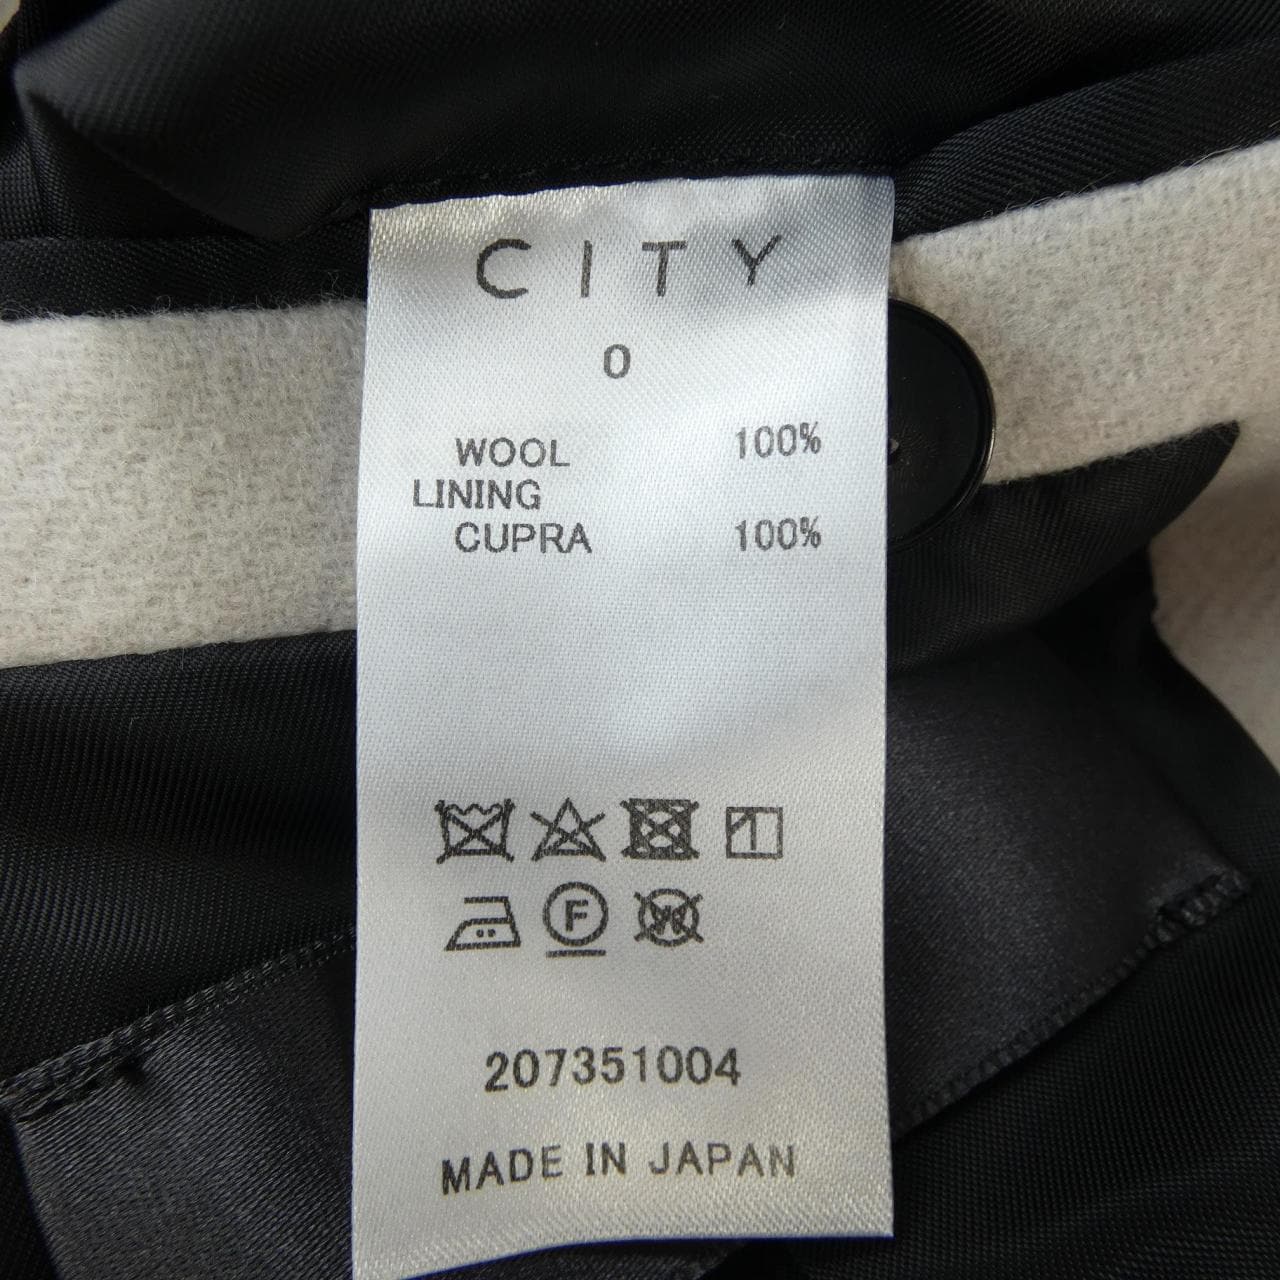 CITY
0
WOOL 100%
LINING
CUPRA 100%
F
W
207351004
MADE IN JAPAN